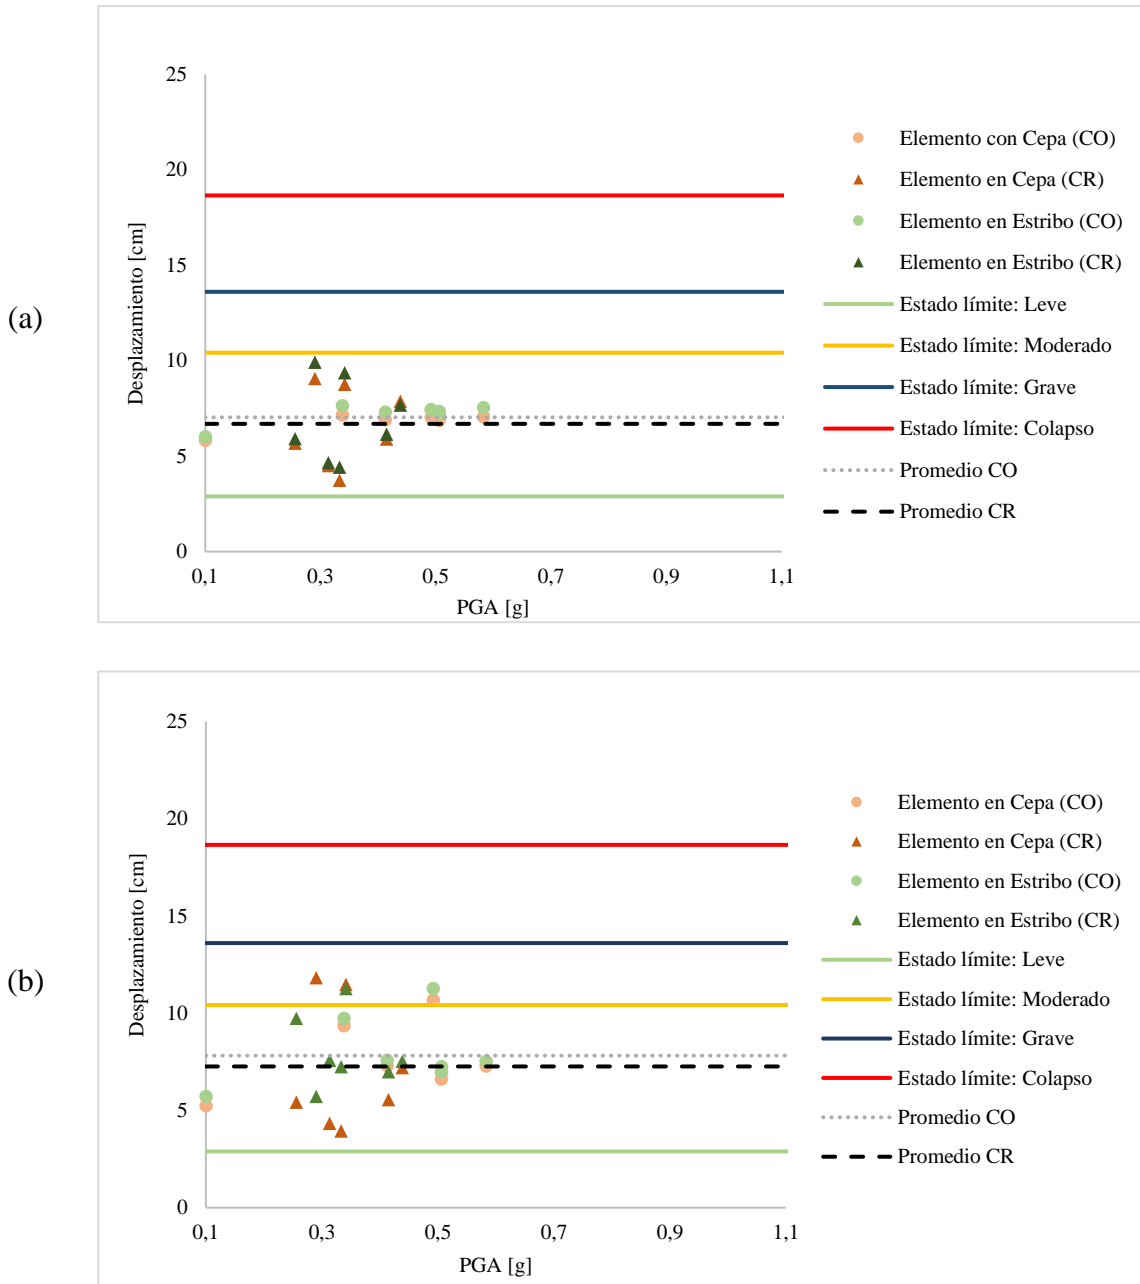 (a)
Desplazamiento [cm]
25
20
15
10
5
0
0,1 0,3 0,5 0,7 0,9 1,1
PGA [g]
Elemento con Cepa (CO)
Elemento en Cepa (CR)
Elemento en Estribo (CO)
Elemento en Estribo (CR)
Estado límite: Leve
Estado límite: Moderado
Estado límite: Grave
Estado límite: Colapso
Promedio CO
Promedio CR
(b)
Desplazamiento [cm]
25
20
15
10
5
0
0,1 0,3 0,5 0,7 0,9 1,1
PGA [g]
Elemento en Cepa (CO)
Elemento en Cepa (CR)
Elemento en Estribo (CO)
Elemento en Estribo (CR)
Estado límite: Leve
Estado límite: Moderado
Estado límite: Grave
Estado límite: Colapso
Promedio CO
Promedio CR